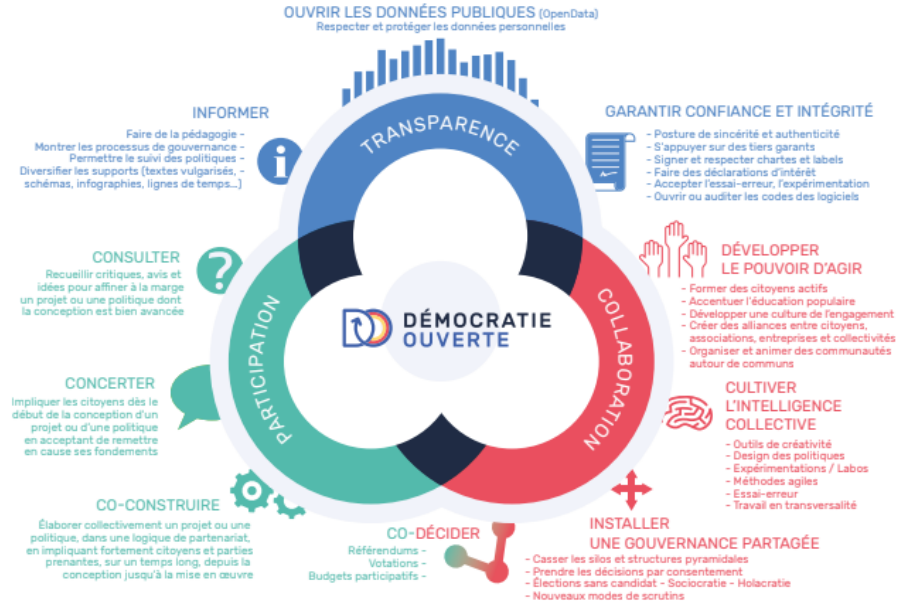 OUVRIR LES DONNÉES PUBLIQUES (OpenData)
Respecter et protéger les données personnelles
INFORMER
Faire de la pédagogie -
Montrer les processus de gouvernance -
Permettre le suivi des politiques -
Diversifier les supports (textes vulgarisés, -
schémas, infographies, lignes de temps...)
i
TRANSPARENCE
GARANTIR CONFIANCE ET INTÉGRITÉ
- Posture de sincérité et authenticité
- S'appuyer sur des tiers garants
- Signer et respecter chartes et labels
- Faire des déclarations d'intérêt
- Accepter l'essai-erreur, l'expérimentation
- Ouvrir ou auditer les codes des logiciels
CONSULTER
Recueillir critiques, avis et
idées pour affiner à la marge
un projet ou une politique dont
la conception est bien avancée
?
PARTICIPATION
DÉMOCRATIE
OUVERTE
COLLABORATION
DÉVELOPPER
LE POUVOIR D'AGIR
- Former des citoyens actifs
- Accentuer l'éducation populaire
- Développer une culture de l'engagement
- Créer des alliances entre citoyens,
associations, entreprises et collectivités
- Organiser et animer des communautés
autour de communs
CONCERTER
Impliquer les citoyens dès le
début de la conception d'un
projet ou d'une politique
en acceptant de remettre
en cause ses fondements
CULTIVER
L'INTELLIGENCE
COLLECTIVE
- Outils de créativité
- Design des politiques
- Expérimentations / Labos
- Méthodes agiles
- Essai-erreur
- Travail en transversalité
CO-CONSTRUIRE
Élaborer collectivement un projet ou une
politique, dans une logique de partenariat,
en impliquant fortement citoyens et parties
prenantes, sur un temps long, depuis la
conception jusqu'à la mise en œuvre
CO-DÉCIDER
Référendums -
Votations -
Budgets participatifs -
INSTALLER
UNE GOUVERNANCE PARTAGÉE
- Casser les silos et structures pyramidales
- Prendre les décisions par consentement
- Élections sans candidat - Sociocratie - Holacratie
- Nouveaux modes de scrutins